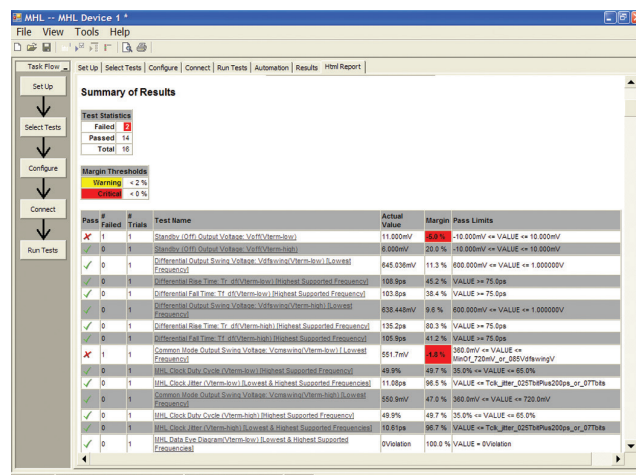 MHL -- MHL Device 1 *
File View Tools Help
Task Flow
Set Up
Select Tests
Configure
Connect
Run Tests
Set Up | Select Tests | Configure | Connect | Run Tests | Automation | Results | Html Report
Summary of Results
Test Statistics
Failed 2
Passed 14
Total 16
Margin Thresholds
Warning < 2 %
Critical < 0 %
Pass # Failed # Trials Test Name Actual Value Margin Pass Limits
1 1 Standby (Off) Output Voltage: Voff(Vterm-low) 11.000mV -5.0 % -10.000mV <= VALUE <= 10.000mV
0 1 Standby (Off) Output Voltage: Voff(Vterm-high) 6.000mV 20.0 % -10.000mV <= VALUE <= 10.000mV
0 1 Differential Output Swing Voltage: Vdfswing(Vterm-low) [Lowest Frequency] 645.036mV 11.3 % 600.000mV <= VALUE <= 1.000000V
0 1 Differential Rise Time: Tr_df(Vterm-low) [Highest Supported Frequency] 108.9ps 45.2 % VALUE >= 75.0ps
0 1 Differential Fall Time: Tf_df(Vterm-low) [Highest Supported Frequency] 103.8ps 38.4 % VALUE >= 75.0ps
0 1 Differential Output Swing Voltage: Vdfswing(Vterm-high) [Lowest Frequency] 638.448mV 9.6 % 600.000mV <= VALUE <= 1.000000V
0 1 Differential Rise Time: Tr_df(Vterm-high) [Highest Supported Frequency] 135.2ps 80.3 % VALUE >= 75.0ps
0 1 Differential Fall Time: Tf_df(Vterm-high) [Highest Supported Frequency] 105.9ps 41.2 % VALUE >= 75.0ps
1 1 Common Mode Output Swing Voltage: Vcmswing(Vterm-low) [ Lowest Frequency] 551.7mV 360.0mV <= VALUE <= MinOf_720mV_or_085VdfswingV
0 1 MHL Clock Duty Cycle (Vterm-low) [Highest Supported Frequency] 49.9% 49.7 % 35.0% <= VALUE <= 65.0%
0 1 MHL Clock Jitter (Vterm-low) [Lowest & Highest Supported Frequencies] 11.08ps 96.5 % VALUE <= Tclk_jitter_025TbitPlus200ps_or_07Tbits
0 1 Common Mode Output Swing Voltage: Vcmswing(Vterm-high) [Lowest Frequency] 550.9mV 47.0 % 360.0mV <= VALUE <= 720.0mV
0 1 MHL Clock Duty Cycle (Vterm-high) [Highest Supported Frequency] 49.9% 49.7 % 35.0% <= VALUE <= 65.0%
0 1 MHL Clock Jitter (Vterm-high) [Lowest & Highest Supported Frequencies] 10.61ps 96.7 % VALUE <= Tclk_jitter_025TbitPlus200ps_or_07Tbits
0 1 MHL Data Eye Diagram(Vterm-low) [Lowest & Highest Supported Frequencies] 0Violation 100.0 % VALUE = 0Violation